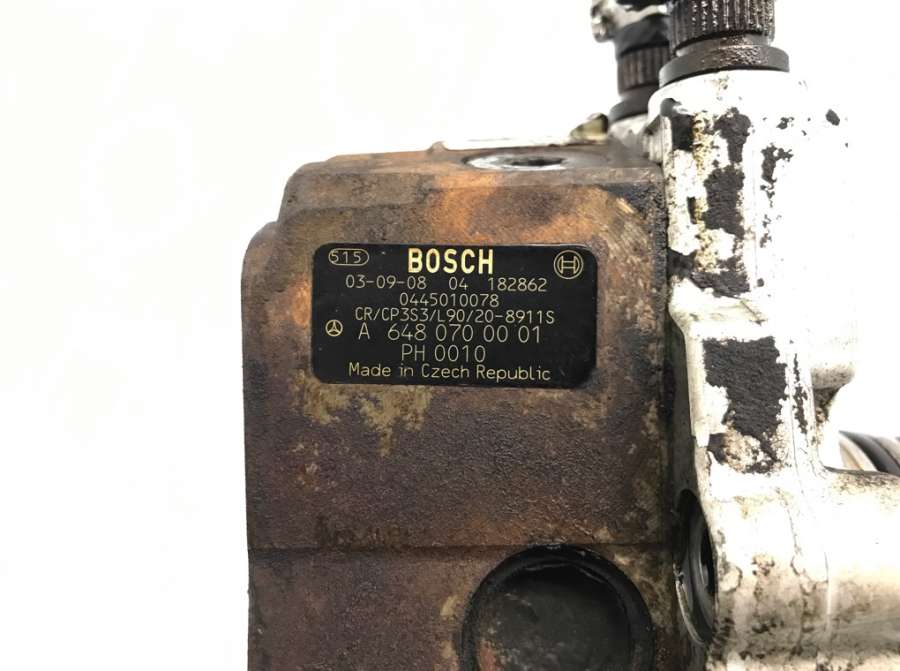 515 BOSCH
03-09-08 04 182862
0445010078
CR/CP3S3/L90/20-8911S
A 648 070 00 01
PH 0010
Made in Czech Republic